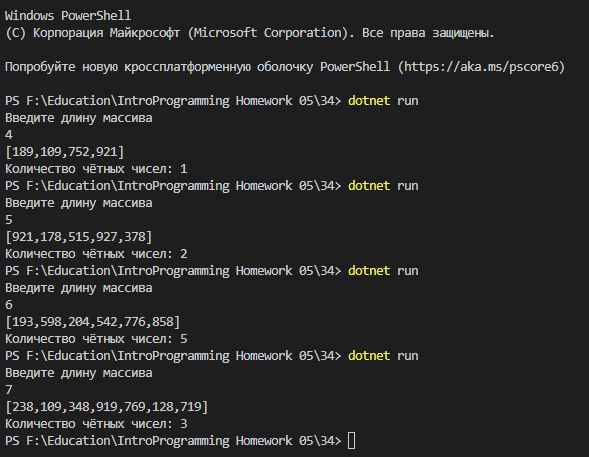 Windows PowerShell
(C) Корпорация Майкрософт (Microsoft Corporation). Все права защищены.
Попробуйте новую кроссплатформенную оболочку PowerShell (https://aka.ms/pscore6)
PS F:\Education\IntroProgramming Homework 05\34> dotnet run
Введите длину массива
4
[189,109,752,921]
Количество чётных чисел: 1
PS F:\Education\IntroProgramming Homework 05\34> dotnet run
Введите длину массива
5
[921,178,515,927,378]
Количество чётных чисел: 2
PS F:\Education\IntroProgramming Homework 05\34> dotnet run
Введите длину массива
6
[193,598,204,542,776,858]
Количество чётных чисел: 5
PS F:\Education\IntroProgramming Homework 05\34> dotnet run
Введите длину массива
7
[238,109,348,919,769,128,719]
Количество чётных чисел: 3
PS F:\Education\IntroProgramming Homework 05\34>